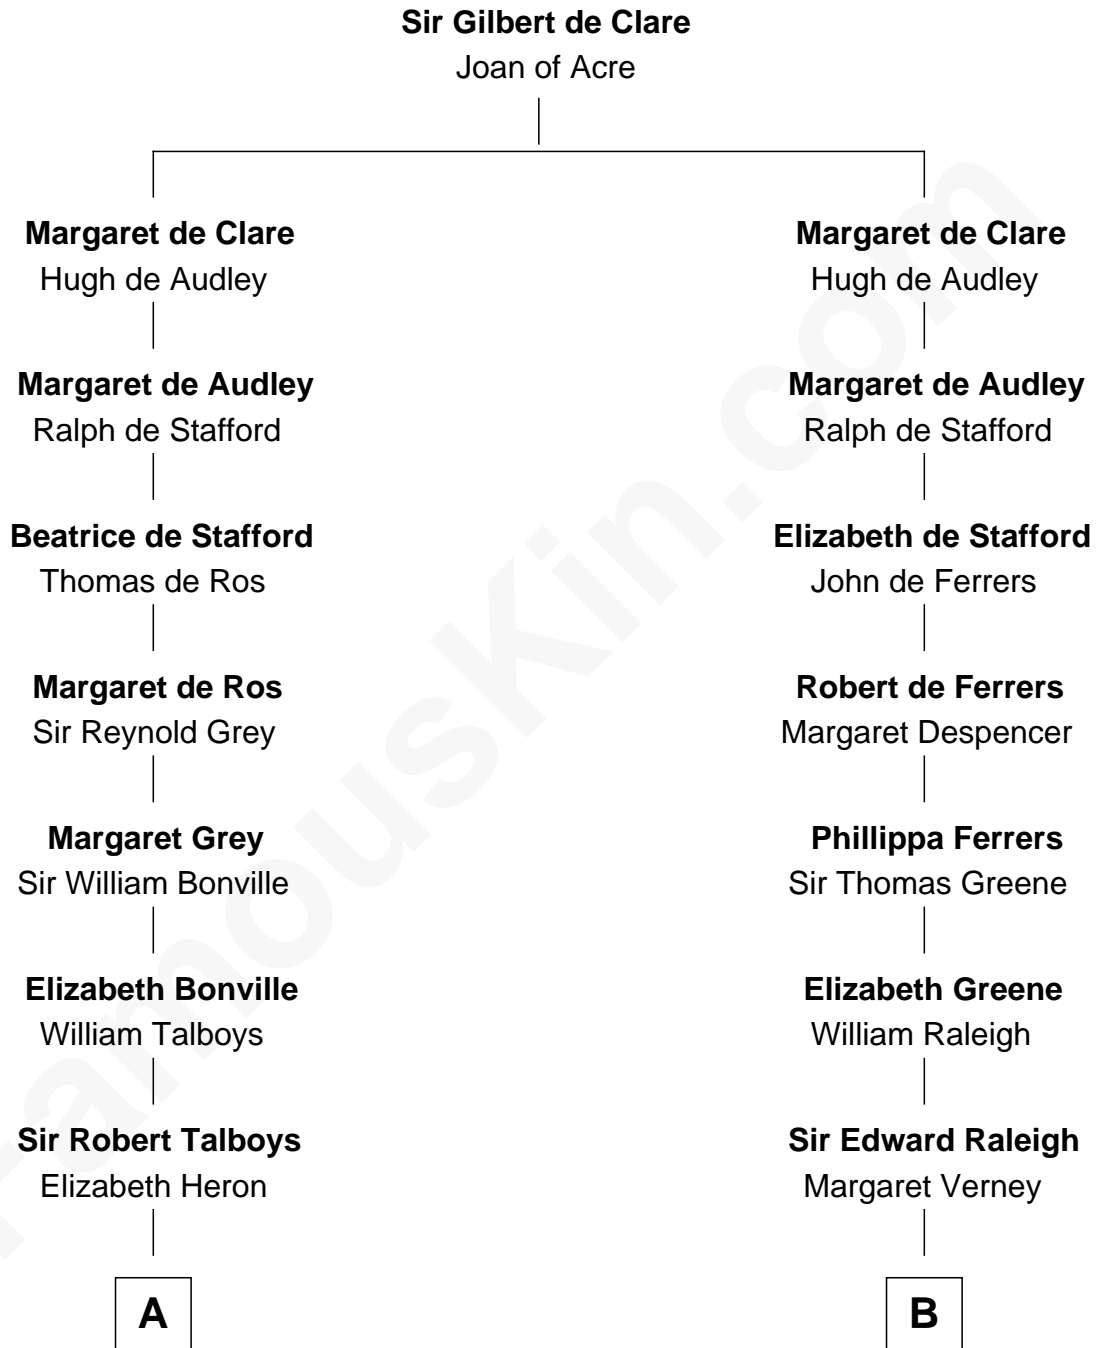 Sir Gilbert de Clare
Joan of Acre
Margaret de Clare
Hugh de Audley
Margaret de Audley
Ralph de Stafford
Beatrice de Stafford
Thomas de Ros
Margaret de Ros
Sir Reynold Grey
Margaret Grey
Sir William Bonville
Elizabeth Bonville
William Talboys
Sir Robert Talboys
Elizabeth Heron
A
Margaret de Clare
Hugh de Audley
Margaret de Audley
Ralph de Stafford
Elizabeth de Stafford
John de Ferrers
Robert de Ferrers
Margaret Despencer
Phillippa Ferrers
Sir Thomas Greene
Elizabeth Greene
William Raleigh
Sir Edward Raleigh
Margaret Verney
B
FamousKin.com